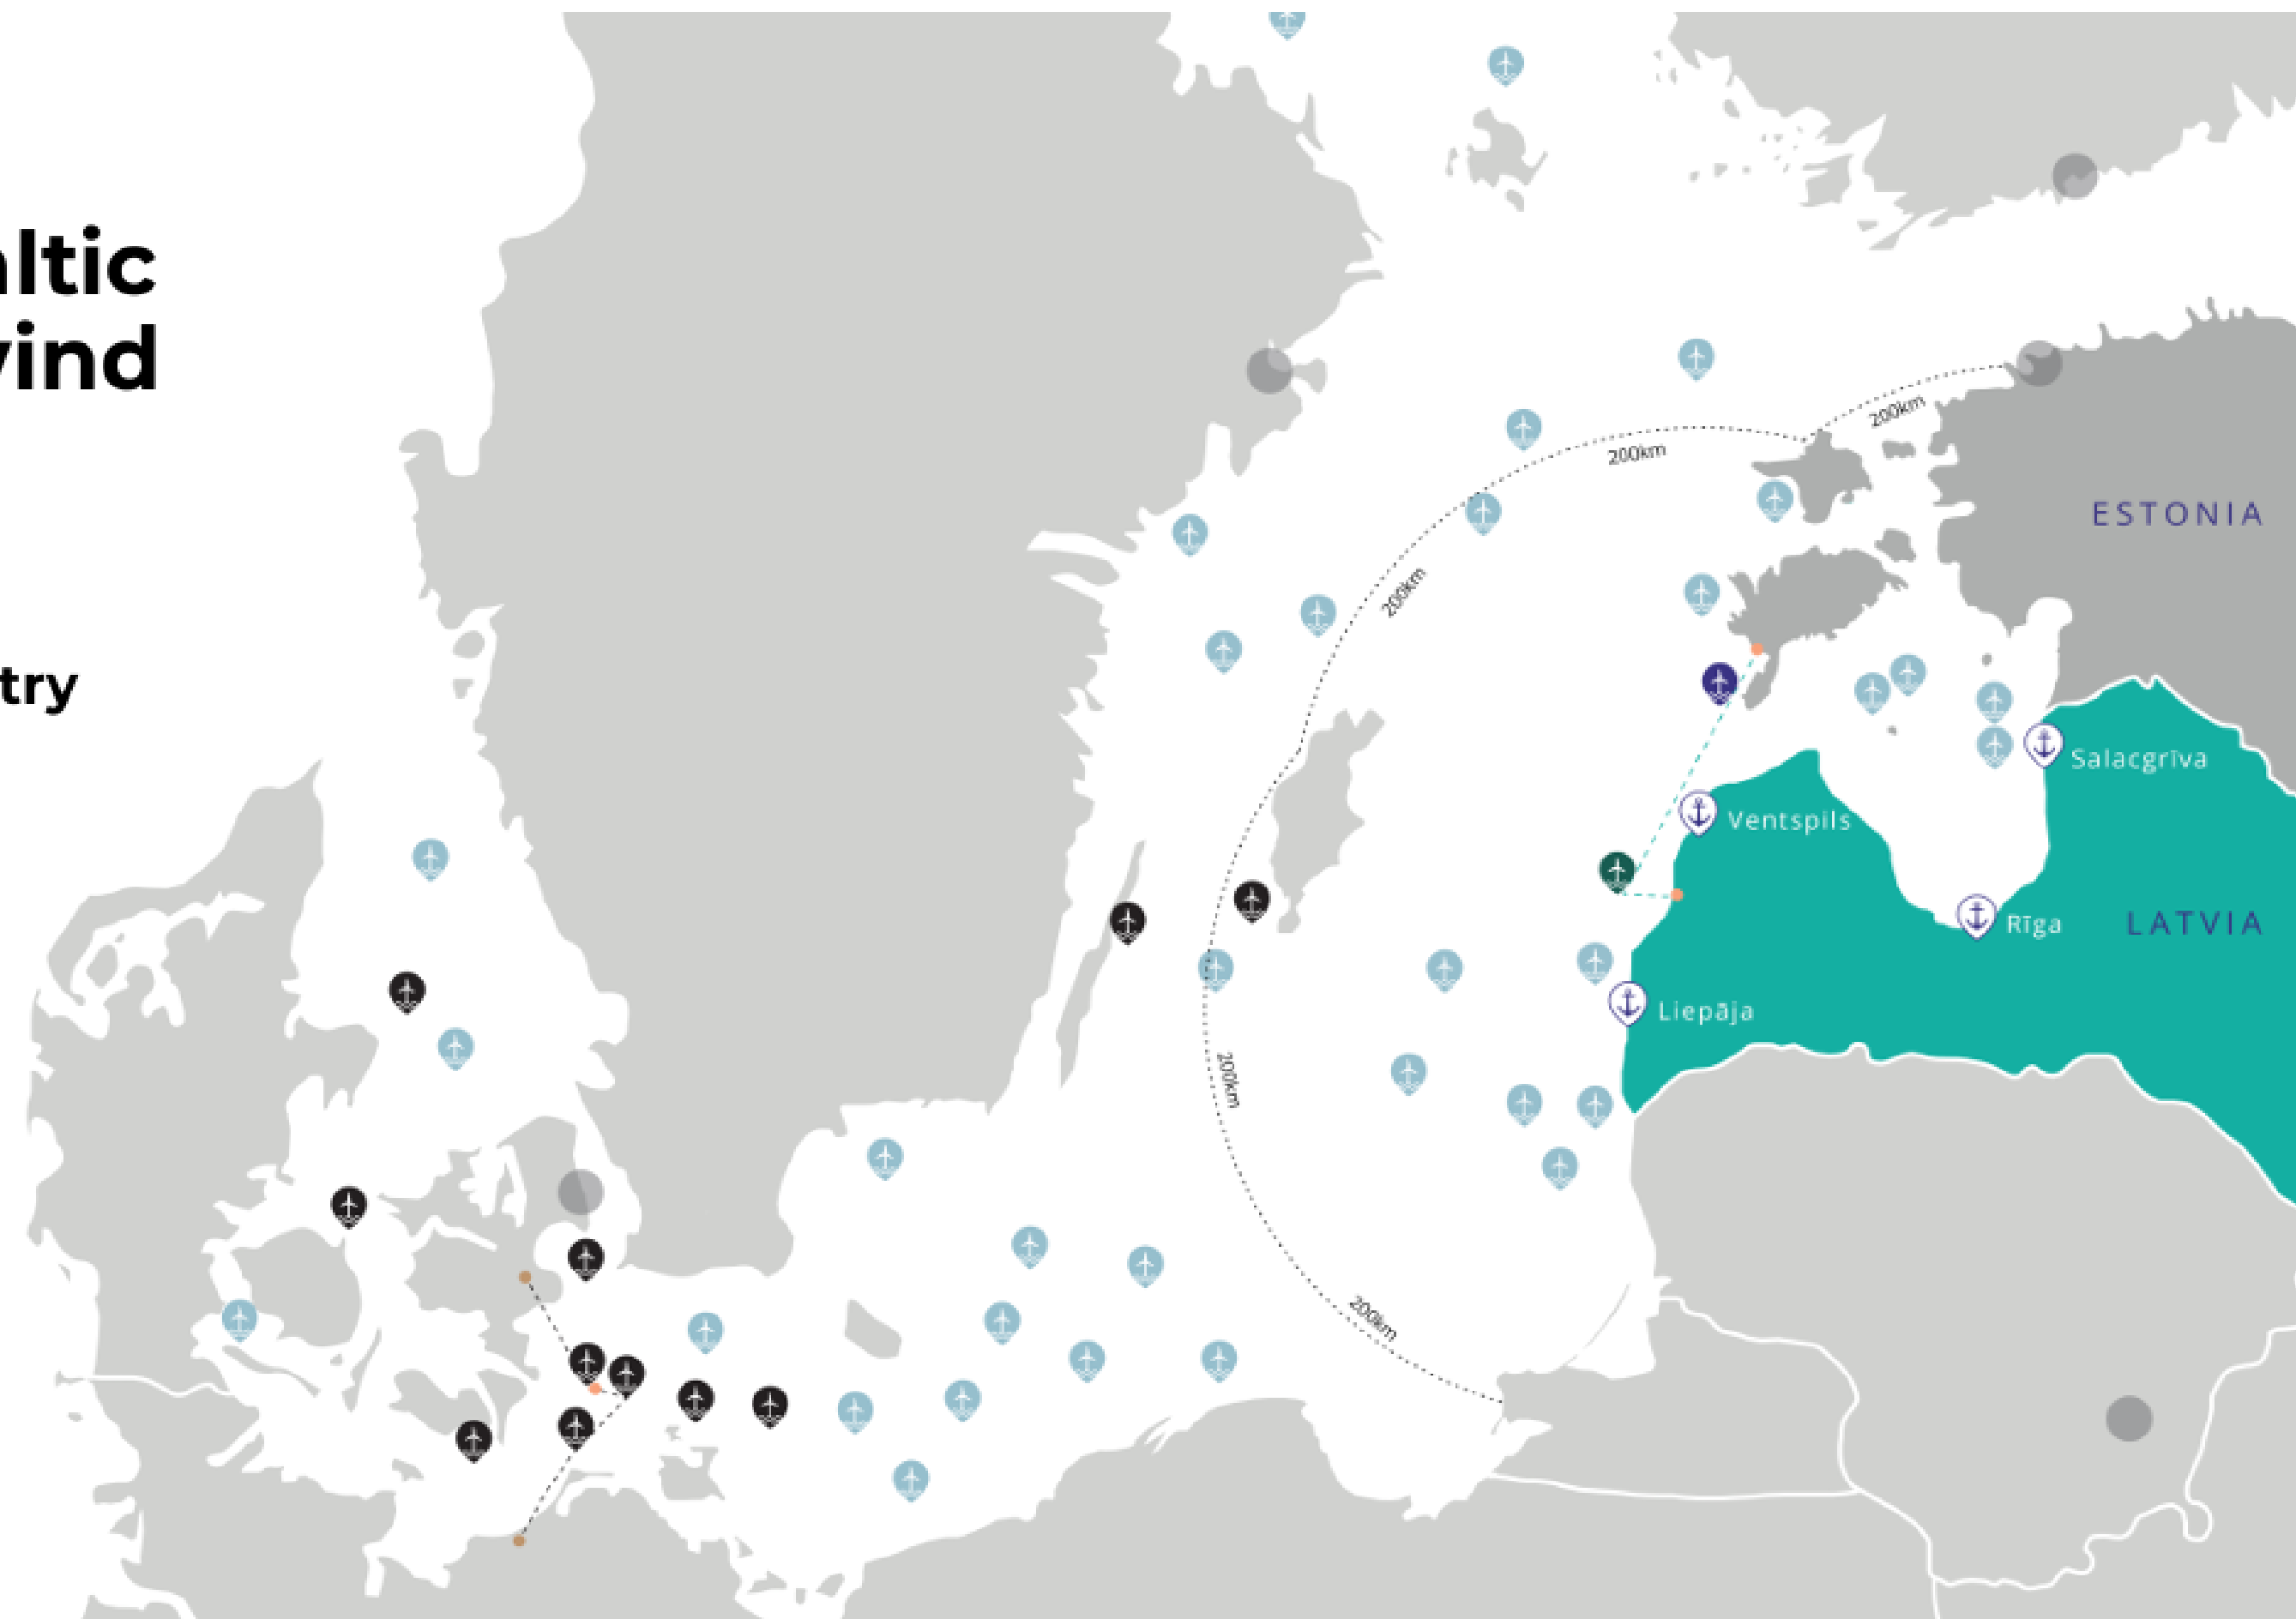 altic
wind
try
200km
200km
200km
200km
200km
ESTONIA
Salacgrīva
Ventspils
Rīga
LATVIA
Liepāja